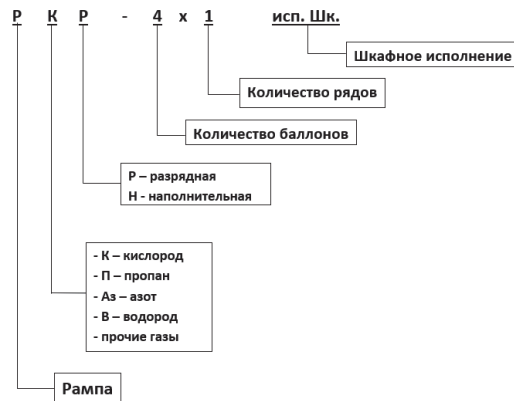 Р К Р - 4 х 1 исп. Шк.
Шкафное исполнение
Количество рядов
Количество баллонов
Р – разрядная
Н - наполнительная
- К – кислород
- П – пропан
- Аз – азот
- В – водород
- прочие газы
Рампа